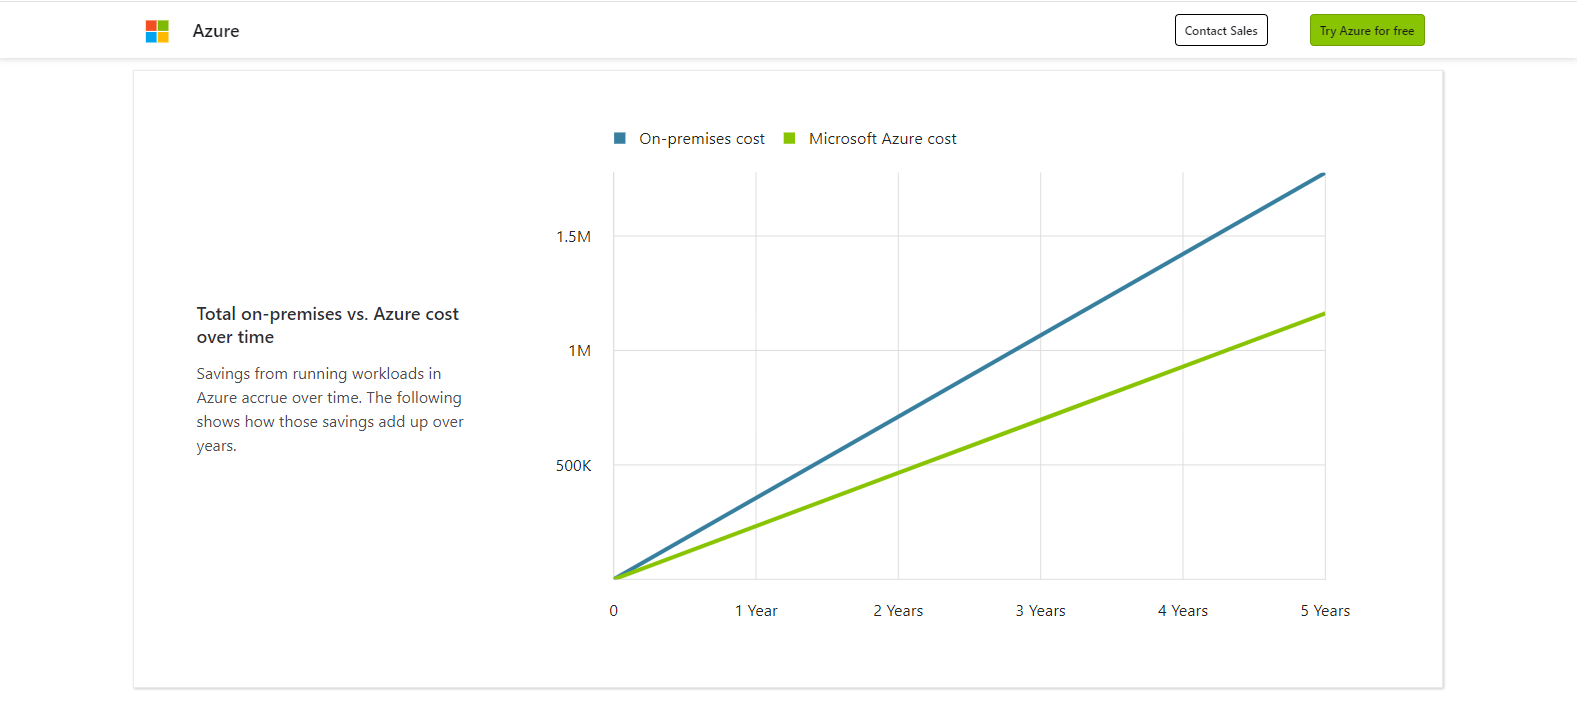 Azure
Contact Sales
Try Azure for free
On-premises cost
Microsoft Azure cost
Total on-premises vs. Azure cost
over time
Savings from running workloads in
Azure accrue over time. The following
shows how those savings add up over
years.
1.5M
1M
500K
0
1 Year
2 Years
3 Years
4 Years
5 Years